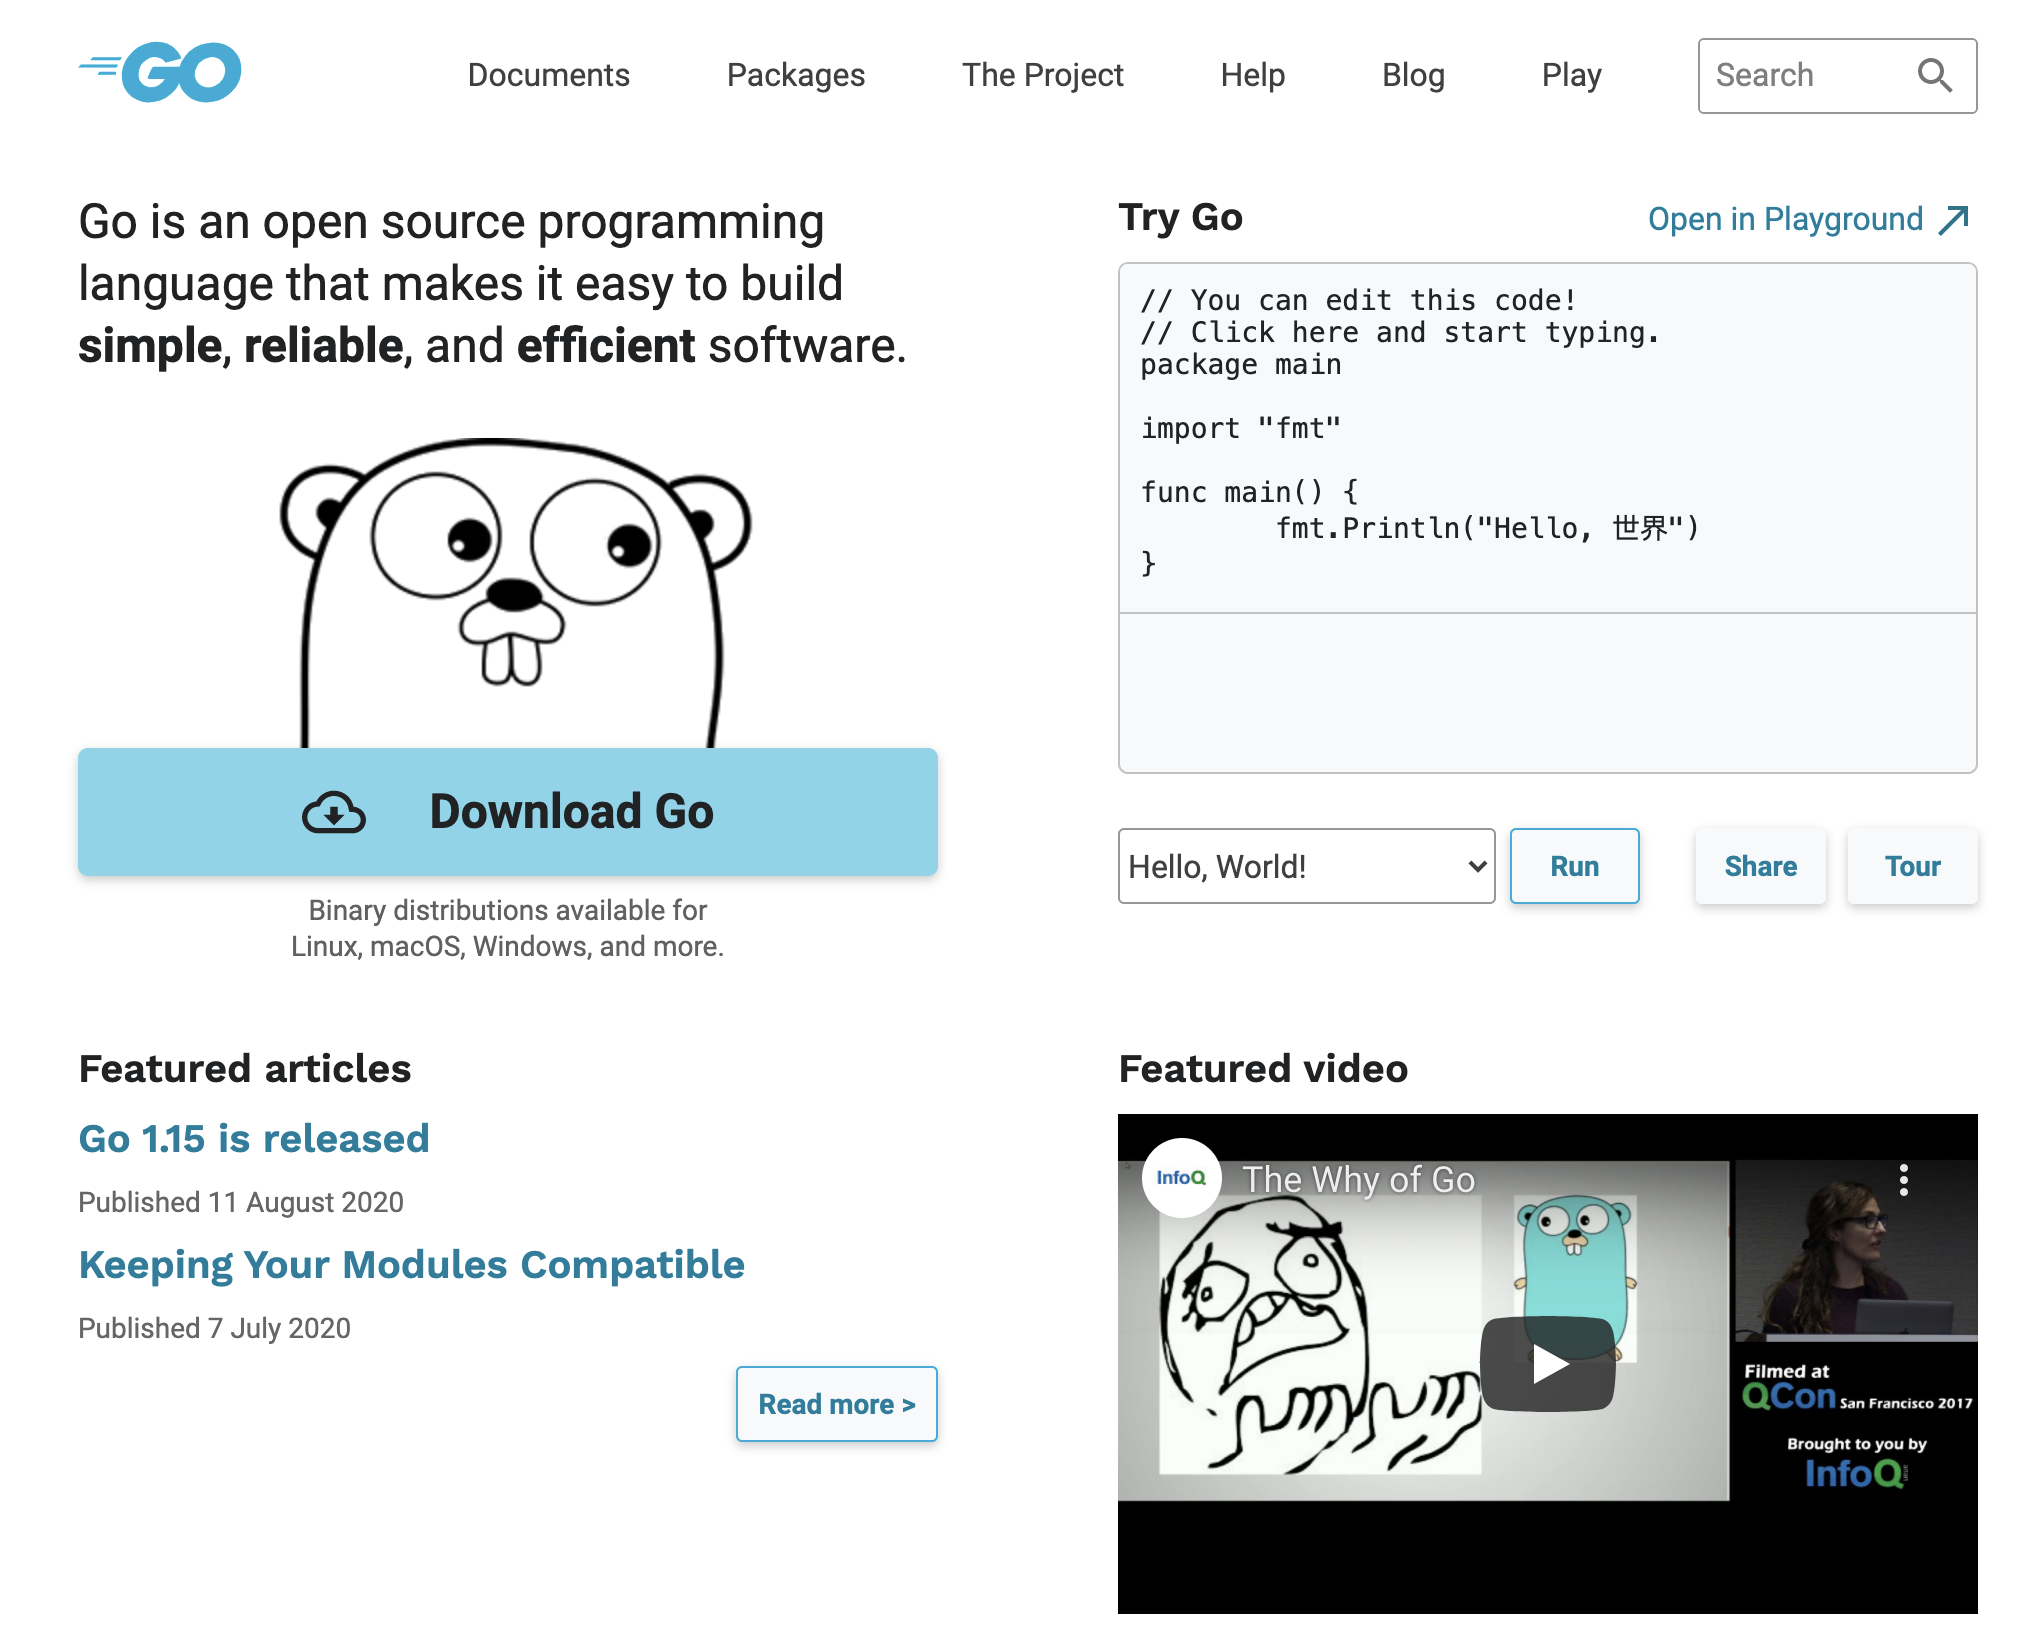 GO
Documents
Packages
The Project
Help
Blog
Play
Search
Go is an open source programming
language that makes it easy to build
simple, reliable, and efficient software.
Download Go
Binary distributions available for
Linux, macOS, Windows, and more.
Try Go
Open in Playground
// You can edit this code!
// Click here and start typing.
package main
import "fmt"
func main() {
fmt.Println("Hello, 世界")
}
Hello, World!
Run
Share
Tour
Featured articles
Go 1.15 is released
Published 11 August 2020
Keeping Your Modules Compatible
Published 7 July 2020
Read more >
Featured video
InfoQ
The Why of Go
Filmed at
QCon San Francisco 2017
Brought to you by
InfoQ